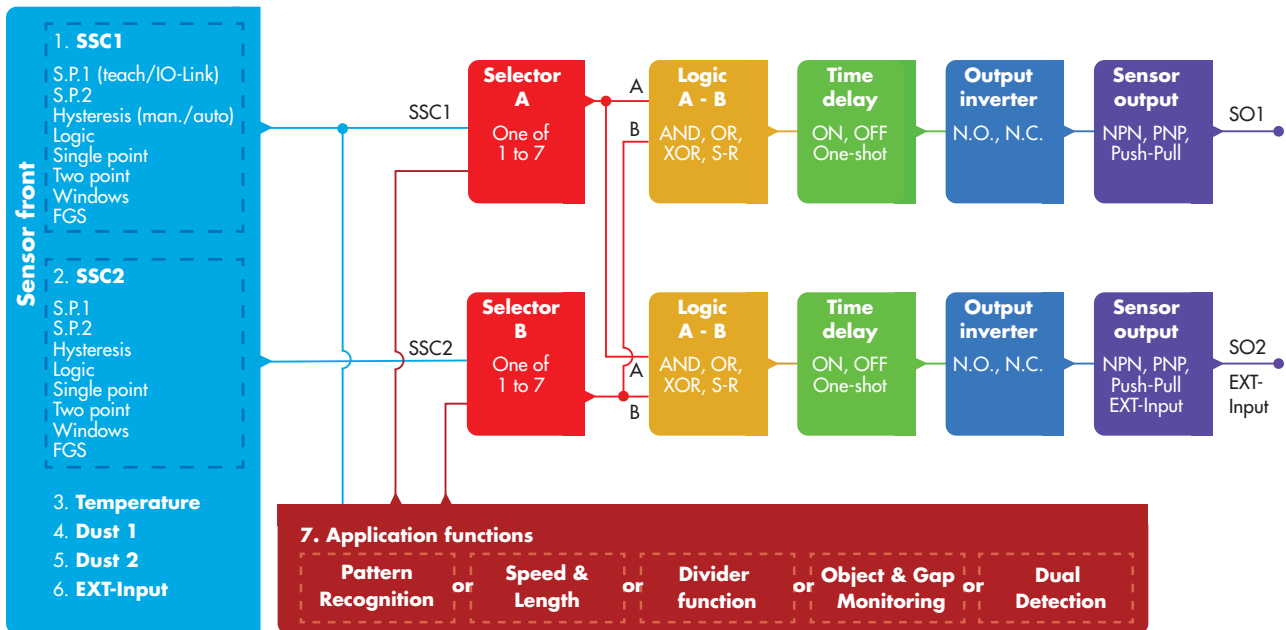 Sensor front
1. SSC1
S.P.1 (teach/IO-Link)
S.P.2
Hysteresis (man./auto)
Logic
Single point
Two point
Windows
FGS
2. SSC2
S.P.1
S.P.2
Hysteresis
Logic
Single point
Two point
Windows
FGS
3. Temperature
4. Dust 1
5. Dust 2
6. EXT-Input
SSC1
Selector
A
One of
1 to 7
A
B
Logic
A - B
AND, OR,
XOR, S-R
Time
delay
ON, OFF
One-shot
Output
inverter
N.O., N.C.
Sensor
output
NPN, PNP,
Push-Pull
SO1
SSC2
Selector
B
One of
1 to 7
A
B
Logic
A - B
AND, OR,
XOR, S-R
Time
delay
ON, OFF
One-shot
Output
inverter
N.O., N.C.
Sensor
output
NPN, PNP,
Push-Pull
EXT-Input
SO2
EXT-
Input
7. Application functions
Pattern
Recognition
or
Speed &
Length
or
Divider
function
or
Object & Gap
Monitoring
or
Dual
Detection